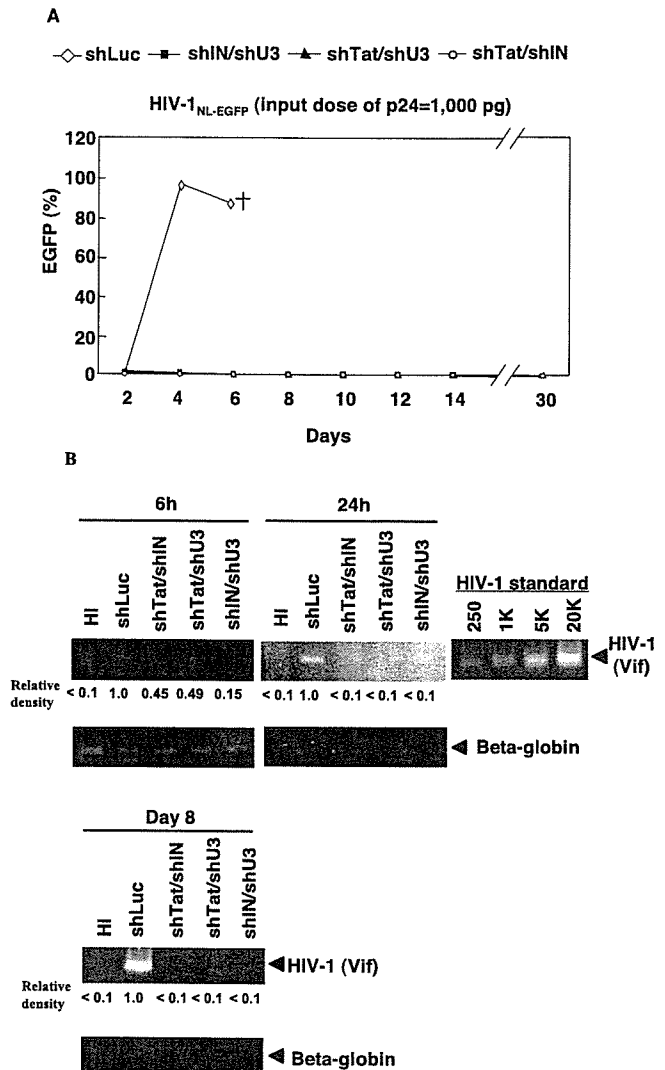 A
shLuc shIN/shU3 shTat/shU3 shTat/shIN
HIV-1NL-EGFP (input dose of p24=1,000 pg)
EGFP (%)
120
100
80
60
40
20
0
†
2 4 6 8 10 12 14 30
Days
B
6h
HI
shLuc
shTat/shIN
shTat/shU3
shIN/shU3
24h
HI
shLuc
shTat/shIN
shTat/shU3
shIN/shU3
HIV-1 standard
250
1K
5K
20K
HIV-1
(Vif)
Relative
density
< 0.1 1.0 0.45 0.49 0.15
< 0.1 1.0 < 0.1 < 0.1 < 0.1
Beta-globin
Day 8
HI
shLuc
shTat/shIN
shTat/shU3
shIN/shU3
HIV-1 (Vif)
Relative
density
< 0.1 1.0 < 0.1 < 0.1 < 0.1
Beta-globin